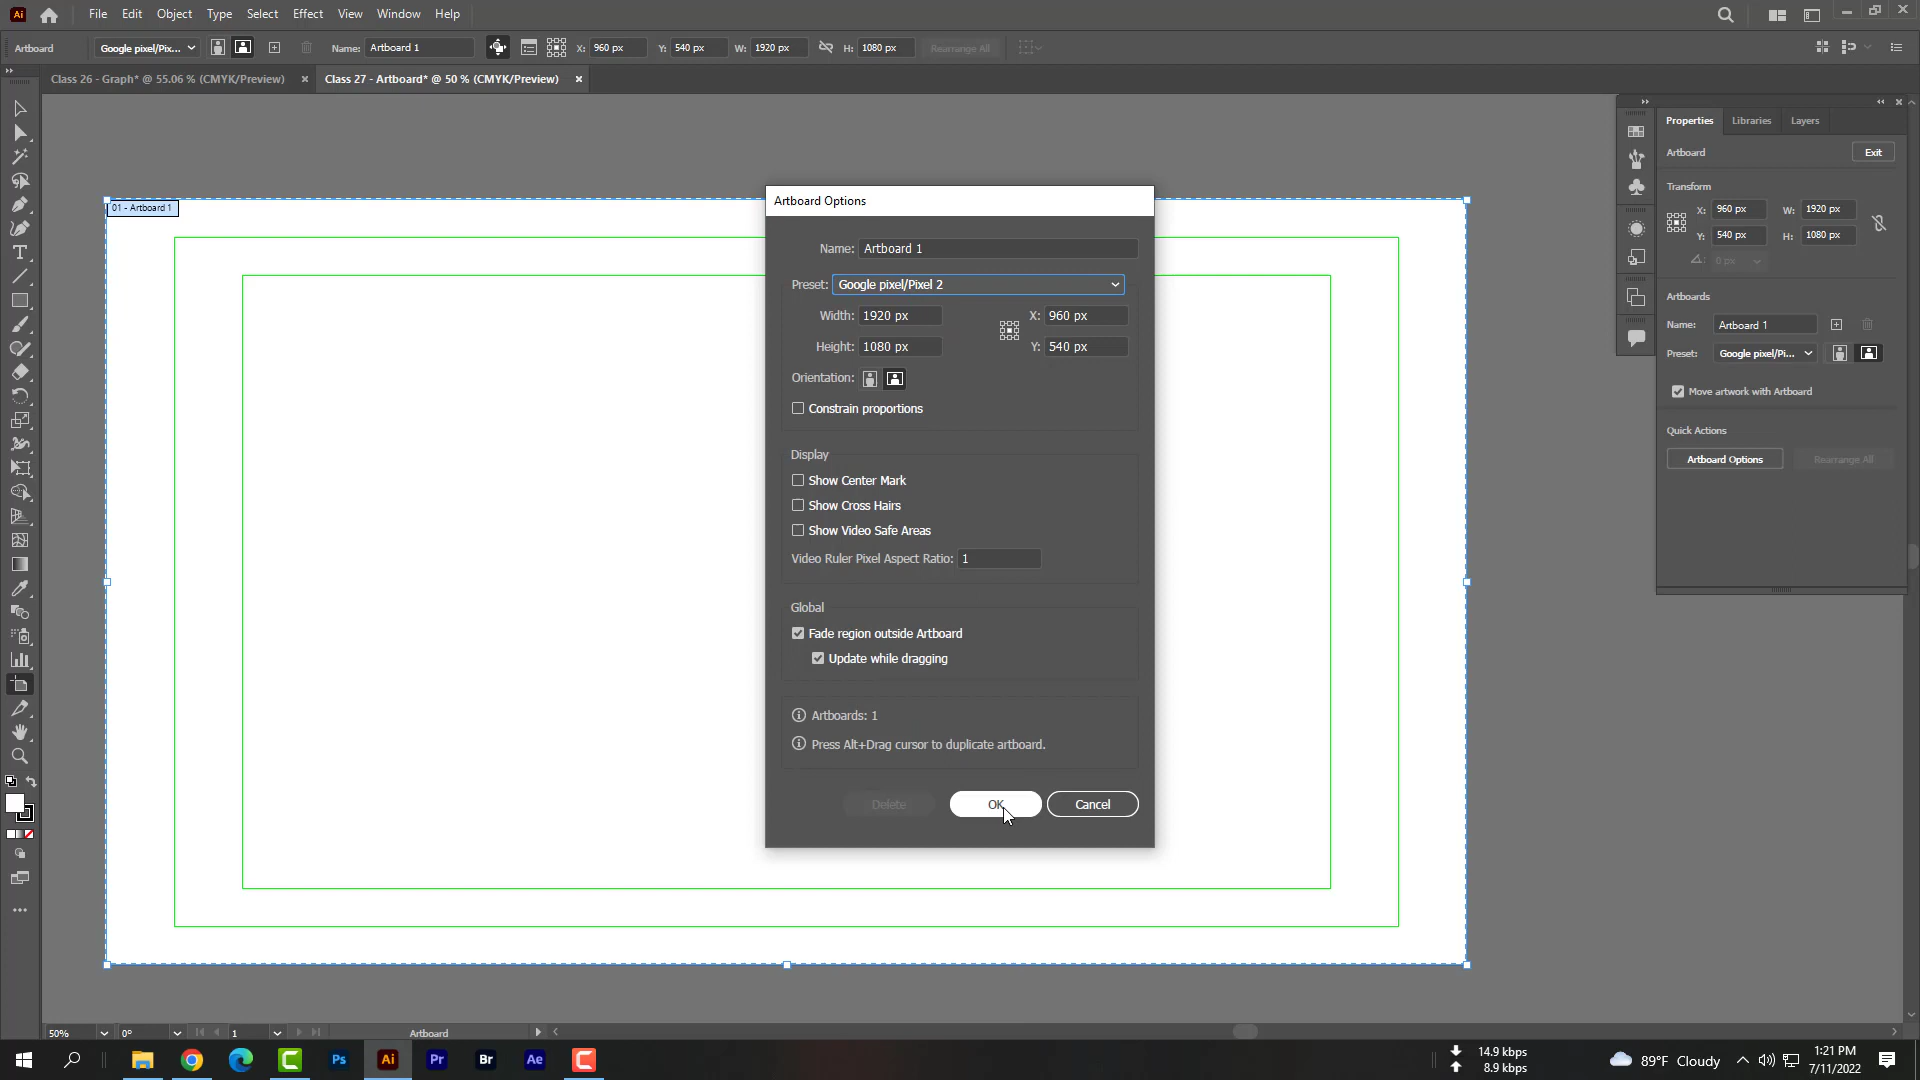 Ai File Edit Object Type Select Effect View Window Help
Artboard Google pixel/Pix... Name: Artboard 1 X: 960 px Y: 540 px W: 1920 px H: 1080 px Rearrange All
Class 26 - Graph* @ 55.06 % (CMYK/Preview) × Class 27 - Artboard* @ 50 % (CMYK/Preview) ×
01 - Artboard 1
Artboard Options
Name: Artboard 1
Preset: Google pixel/Pixel 2
Width: 1920 px X: 960 px
Height: 1080 px Y: 540 px
Orientation:
Constrain proportions
Display
Show Center Mark
Show Cross Hairs
Show Video Safe Areas
Video Ruler Pixel Aspect Ratio: 1
Global
Fade region outside Artboard
Update while dragging
Artboards: 1
Press Alt+Drag cursor to duplicate artboard.
Delete OK Cancel
Properties Libraries Layers
Artboard Exit
Transform
X: 960 px W: 1920 px
Y: 540 px H: 1080 px
0 px
Artboards
Name: Artboard 1
Preset: Google pixel/Pi...
Move artwork with Artboard
Quick Actions
Artboard Options Rearrange All
50% 0° 1 Artboard
Ps Ai Pr Br Ae
14.9 kbps
8.9 kbps
89°F Cloudy
1:21 PM
7/11/2022